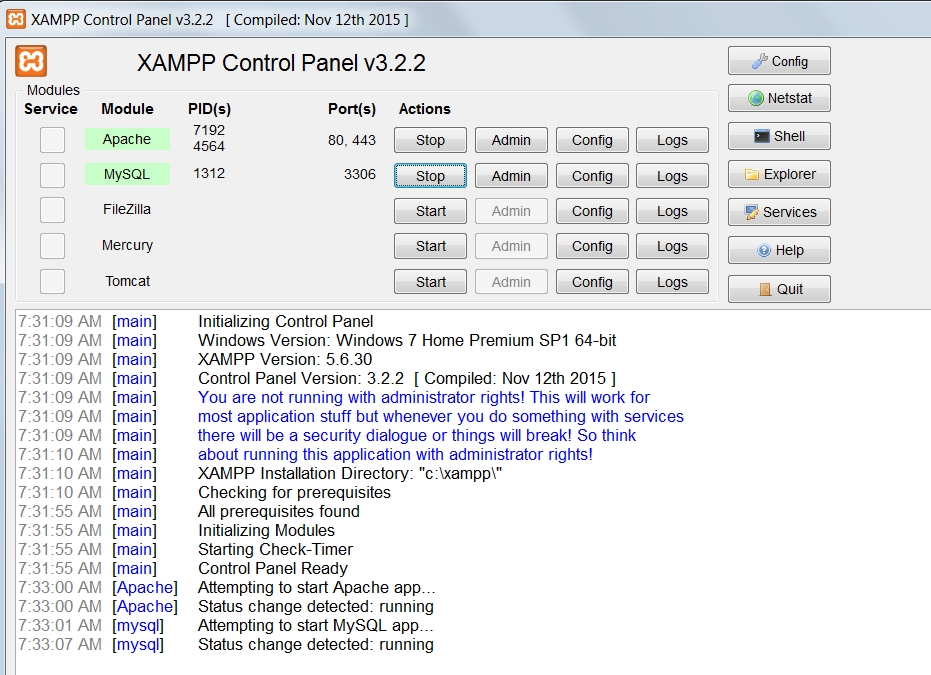 XAMPP Control Panel v3.2.2 [ Compiled: Nov 12th 2015 ]
XAMPP Control Panel v3.2.2
Modules
Service Module PID(s) Port(s) Actions
Apache 7192 4564 80, 443 Stop Admin Config Logs
MySQL 1312 3306 Stop Admin Config Logs
FileZilla Start Admin Config Logs
Mercury Start Admin Config Logs
Tomcat Start Admin Config Logs
Config
Netstat
Shell
Explorer
Services
Help
Quit
7:31:09 AM [main] Initializing Control Panel
7:31:09 AM [main] Windows Version: Windows 7 Home Premium SP1 64-bit
7:31:09 AM [main] XAMPP Version: 5.6.30
7:31:09 AM [main] Control Panel Version: 3.2.2 [ Compiled: Nov 12th 2015 ]
7:31:09 AM [main] You are not running with administrator rights! This will work for
7:31:09 AM [main] most application stuff but whenever you do something with services
7:31:09 AM [main] there will be a security dialogue or things will break! So think
7:31:10 AM [main] about running this application with administrator rights!
7:31:10 AM [main] XAMPP Installation Directory: "c:\xampp\"
7:31:10 AM [main] Checking for prerequisites
7:31:55 AM [main] All prerequisites found
7:31:55 AM [main] Initializing Modules
7:31:55 AM [main] Starting Check-Timer
7:31:55 AM [main] Control Panel Ready
7:33:00 AM [Apache] Attempting to start Apache app...
7:33:00 AM [Apache] Status change detected: running
7:33:01 AM [mysql] Attempting to start MySQL app...
7:33:07 AM [mysql] Status change detected: running